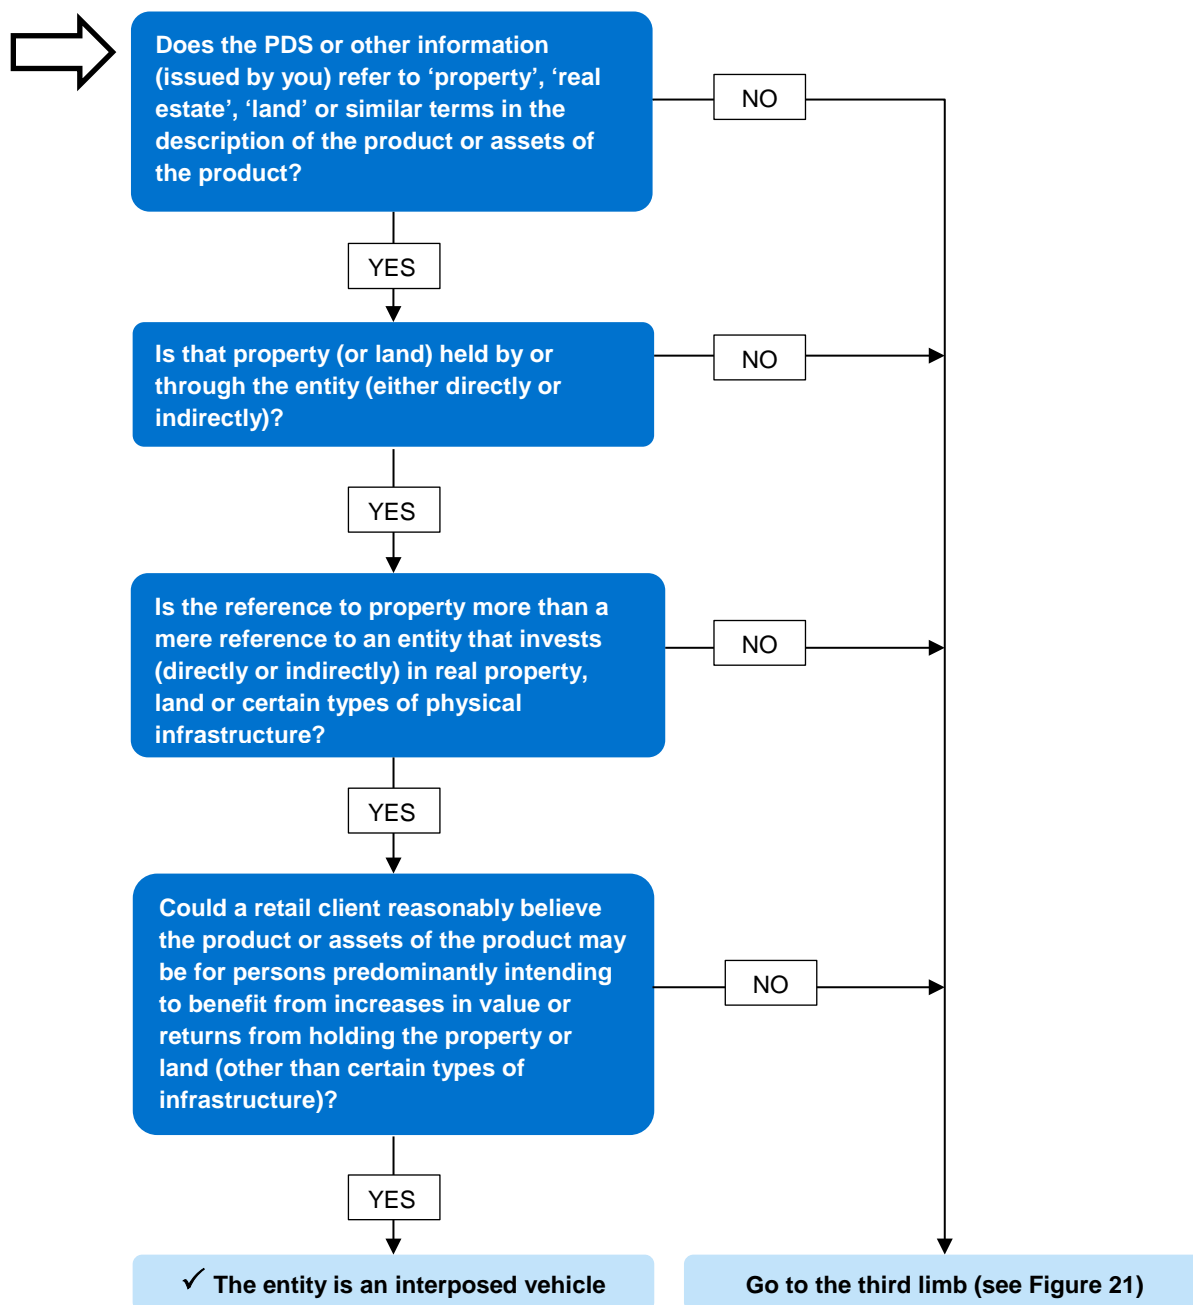 Does the PDS or other information
(issued by you) refer to ‘property’, ‘real
estate’, ‘land’ or similar terms in the
description of the product or assets of
the product?
NO
YES
Is that property (or land) held by or
through the entity (either directly or
indirectly)?
NO
YES
Is the reference to property more than a
mere reference to an entity that invests
(directly or indirectly) in real property,
land or certain types of physical
infrastructure?
NO
YES
Could a retail client reasonably believe
the product or assets of the product may
be for persons predominantly intending
to benefit from increases in value or
returns from holding the property or
land (other than certain types of
infrastructure)?
NO
YES
✓ The entity is an interposed vehicle
Go to the third limb (see Figure 21)